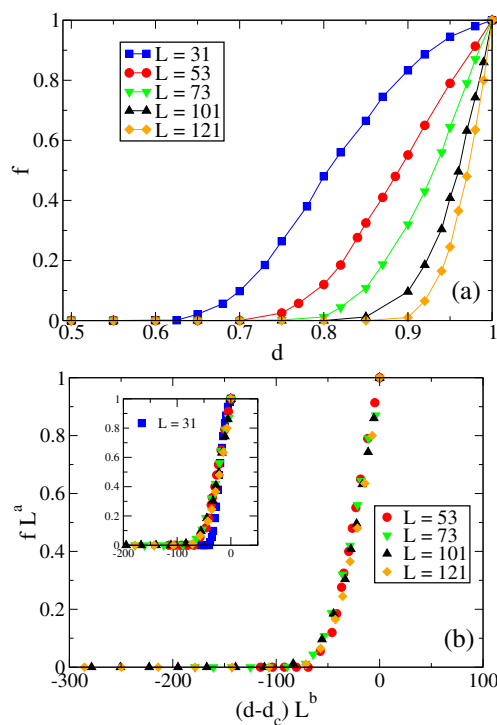 f
1
0.8
0.6
0.4
0.2
0
L = 31
L = 53
L = 73
L = 101
L = 121
(a)
0.5 0.6 0.7 0.8 0.9 1
d
f L^a
1
0.8
0.6
0.4
0.2
0
1
0.8
0.6
0.4
0.2
L = 31
-200 -100 0
L = 53
L = 73
L = 101
L = 121
(b)
-300 -200 -100 0 100
(d-d_c) L^b